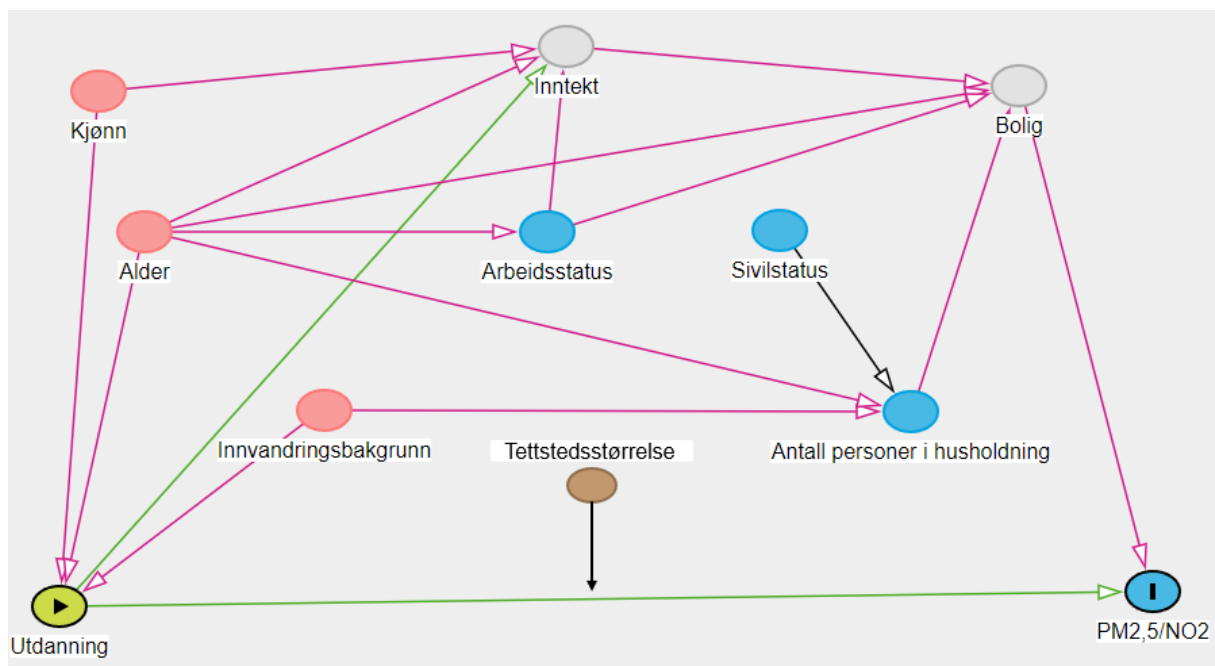 Inntekt
Kjønn
Bolig
Alder
Arbeidsstatus
Sivilstatus
Innvandringsbakgrunn
Tettstedsstørrelse
Antall personer i husholdning
Utdanning
PM2,5/NO2